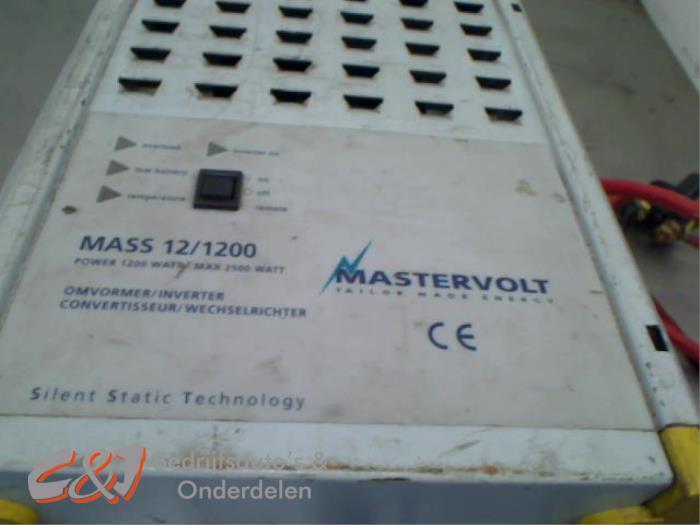 overload
inverter on
low battery
on
off
temperature
remote
MASS 12/1200
POWER 1200 WATT / MAX 2500 WATT
MASTERVOLT
TAILOR MADE ENERGY
OMVORMER/INVERTER
CONVERTISSEUR/WECHSELRICHTER
CE
Silent Static Technology
C&J bedrijfsauto's &
Onderdelen